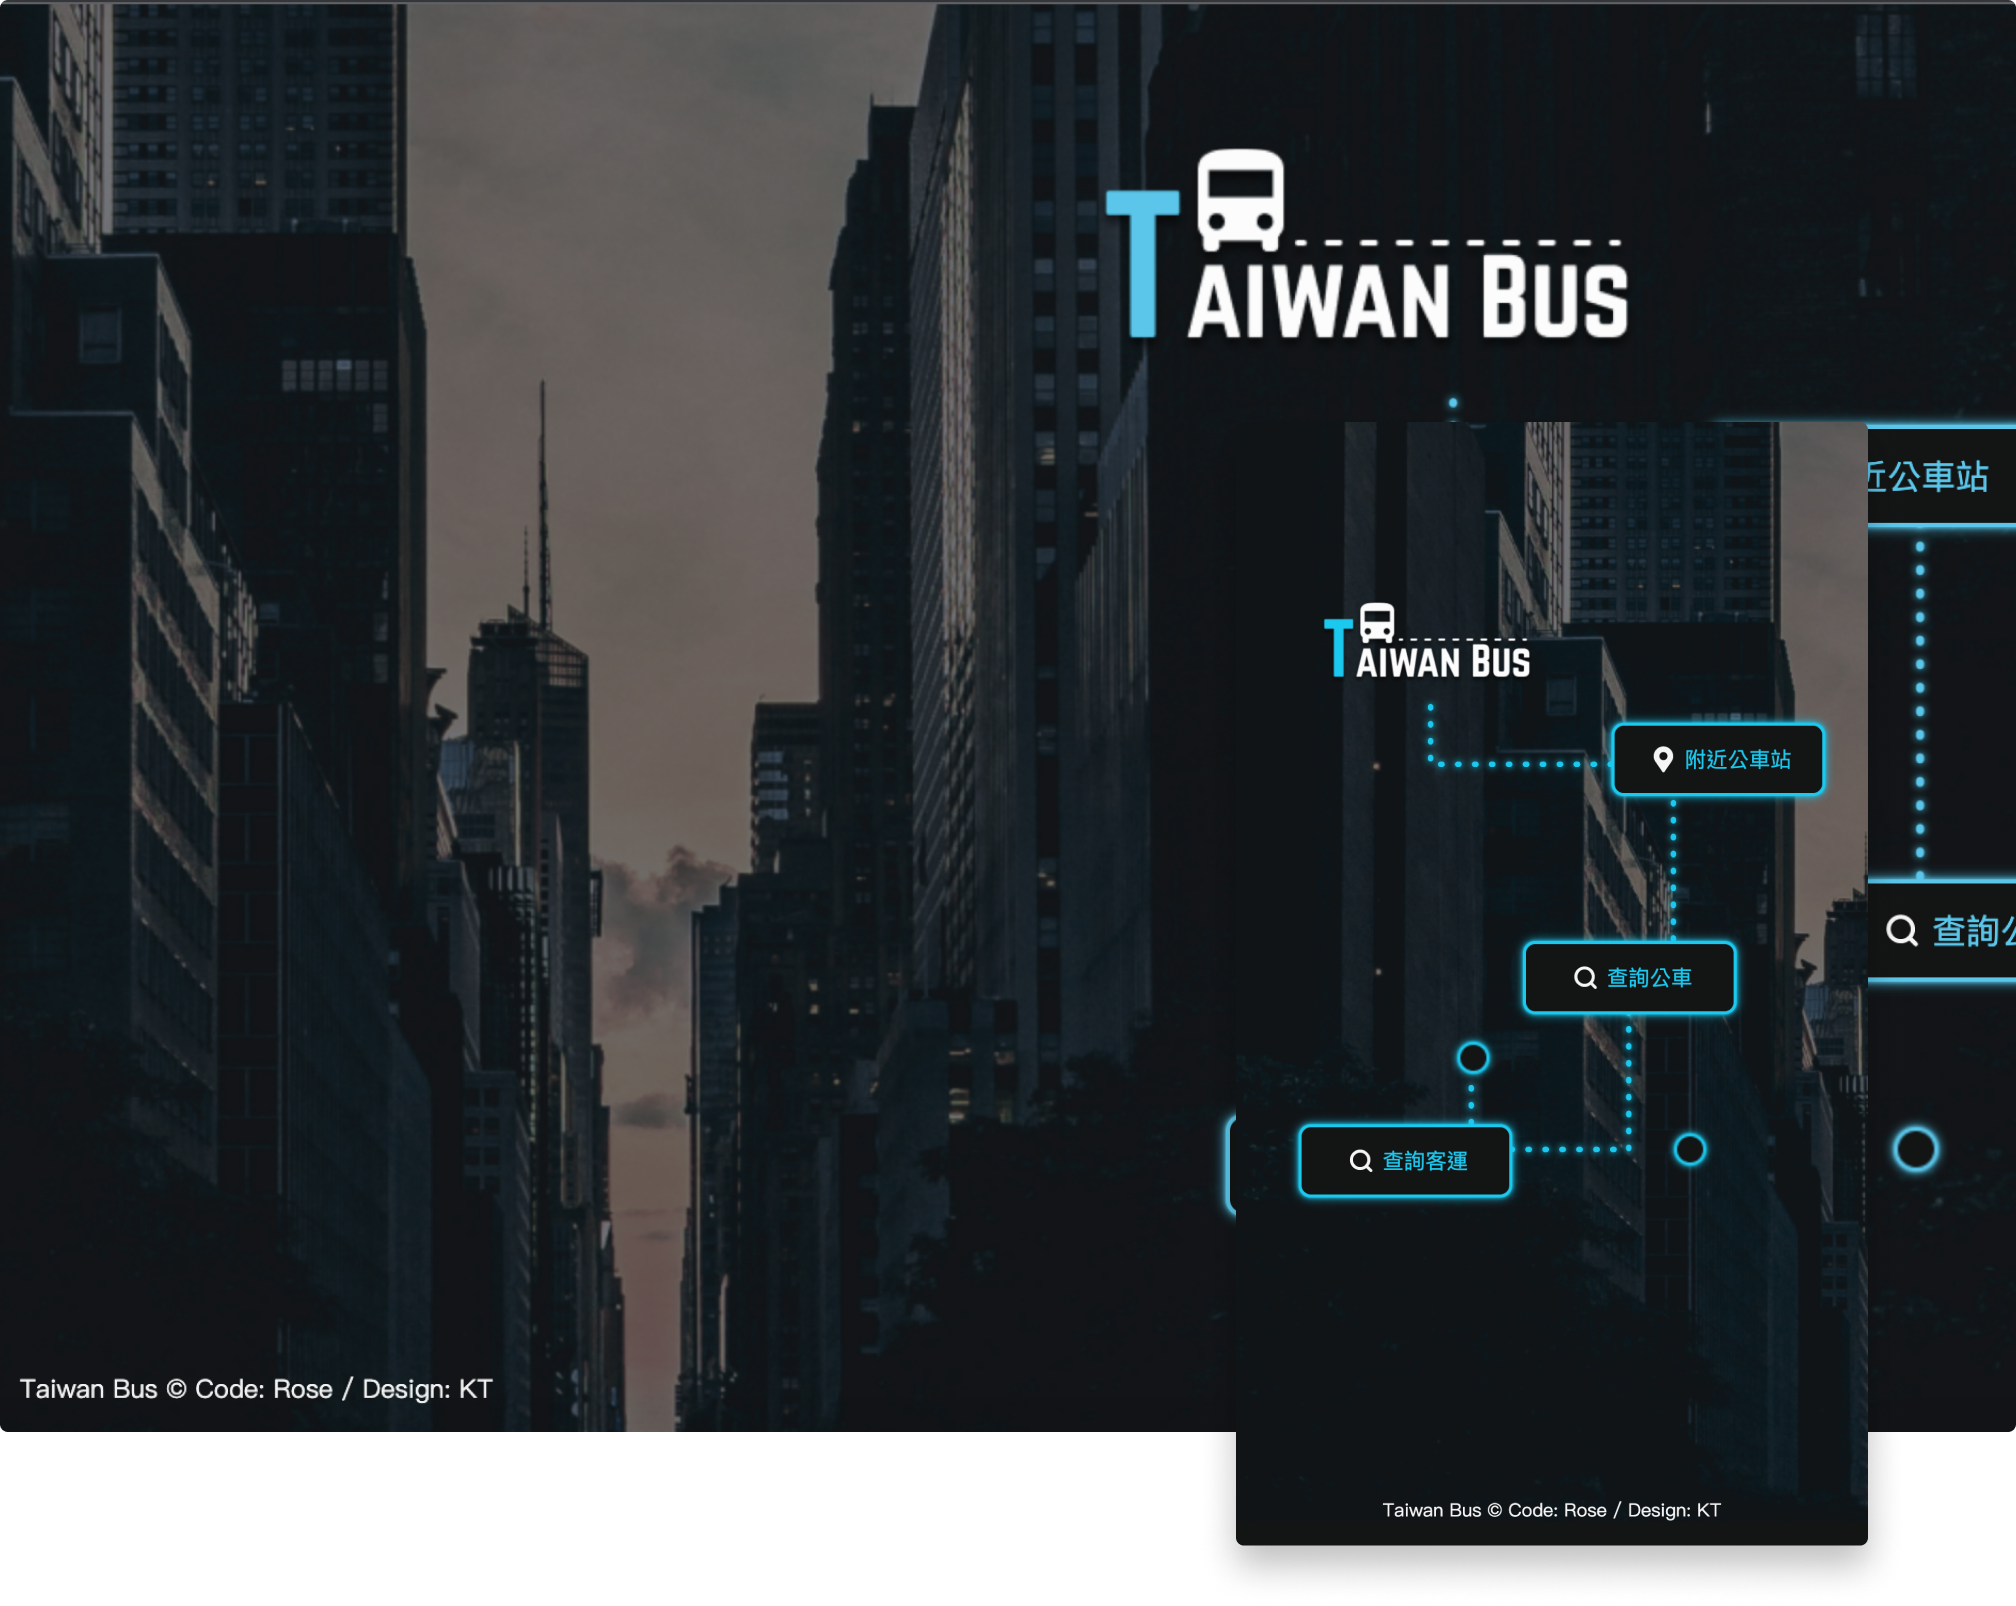 TAIWAN BUS
近公車站
查詢公
TAIWAN BUS
附近公車站
查詢公車
查詢客運
Taiwan Bus © Code: Rose / Design: KT
Taiwan Bus © Code: Rose / Design: KT